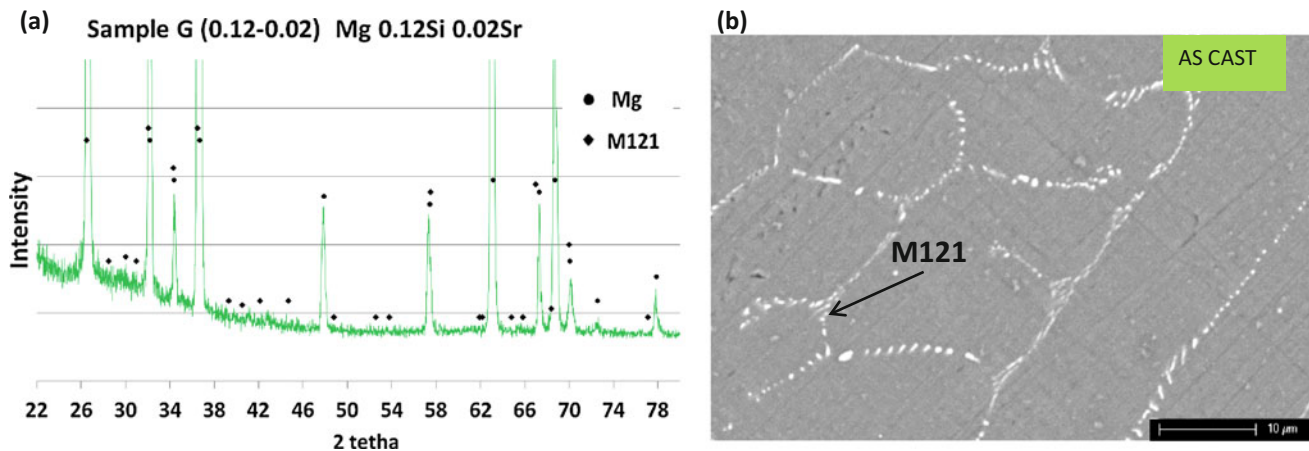 (a)
Sample G (0.12-0.02) Mg 0.12Si 0.02Sr
Mg
M121
Intensity
22 26 30 34 38 42 46 50 54 58 62 66 70 74 78
2 tetha
(b)
AS CAST
M121
10 µm